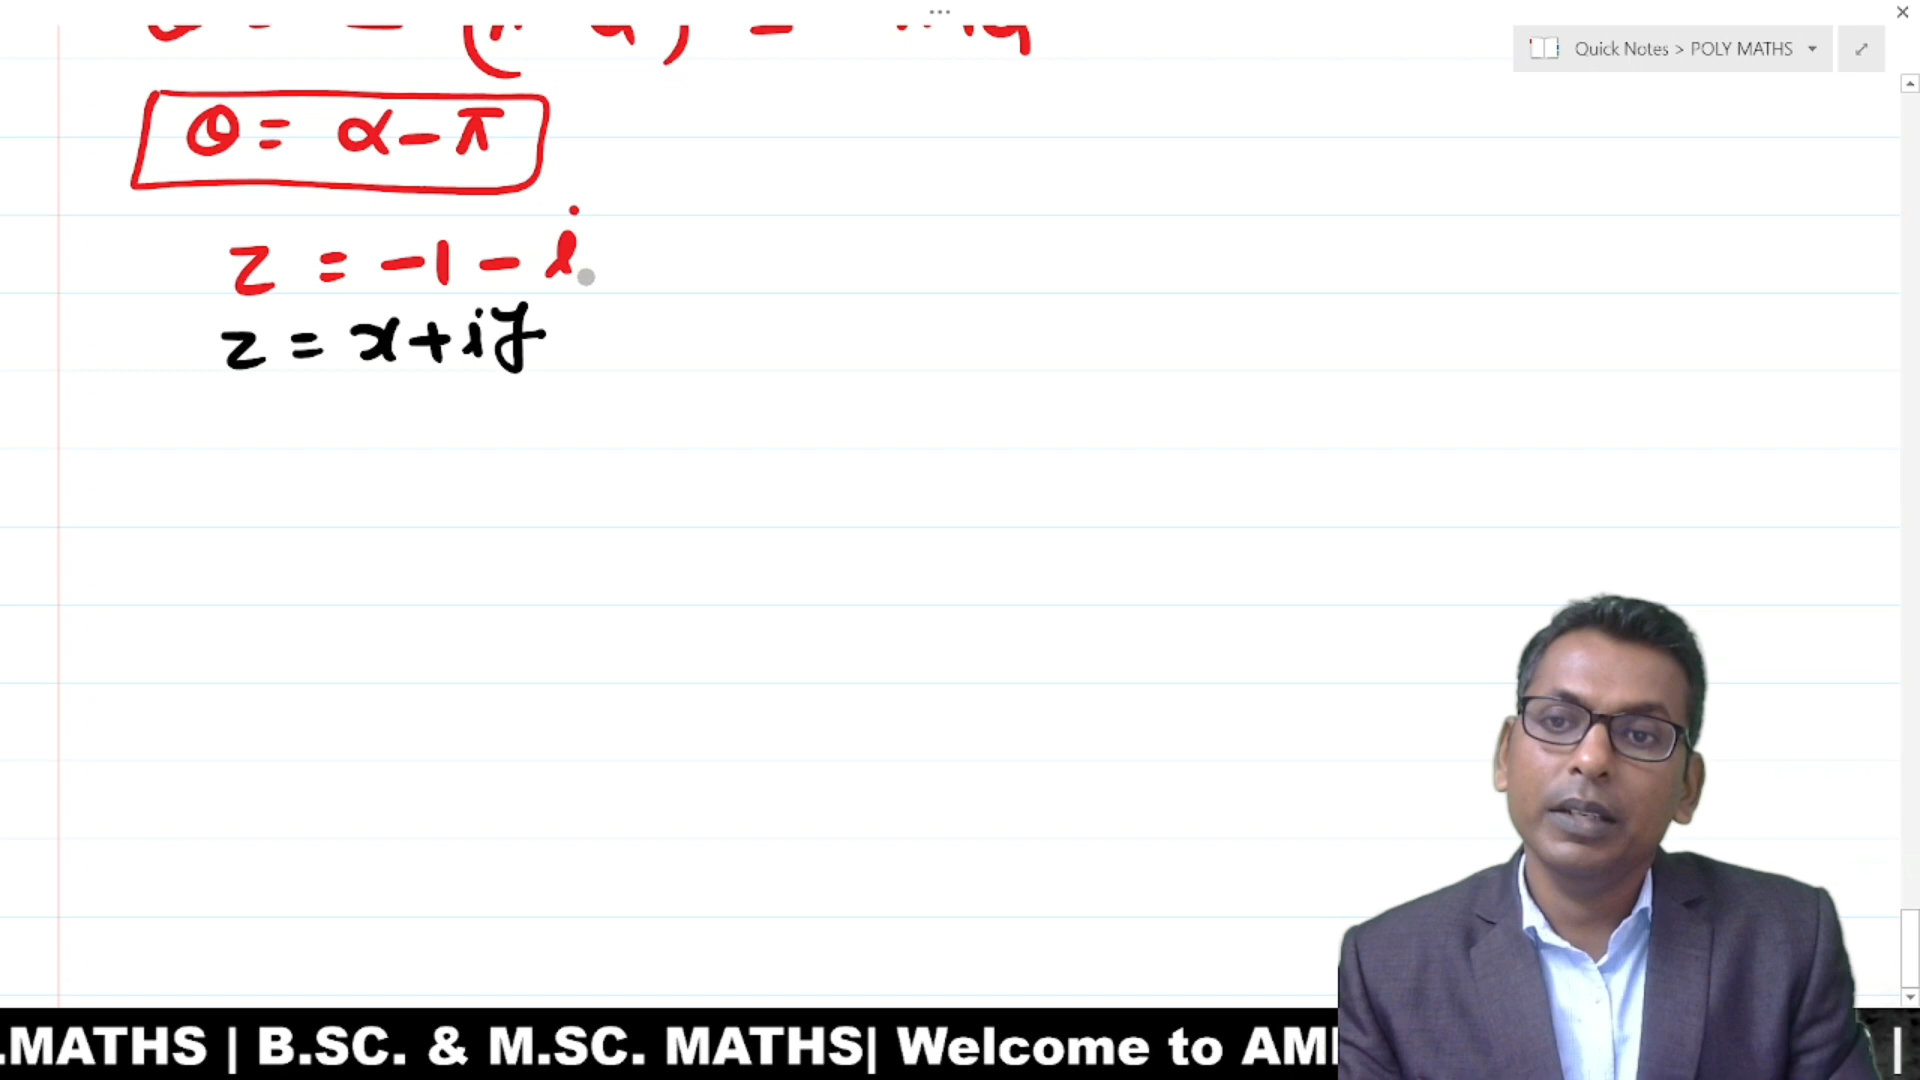 Quick Notes > POLY MATHS
θ = α - π
z = -1 - i
z = x + iy
.MATHS | B.SC. & M.SC. MATHS| Welcome to AMI